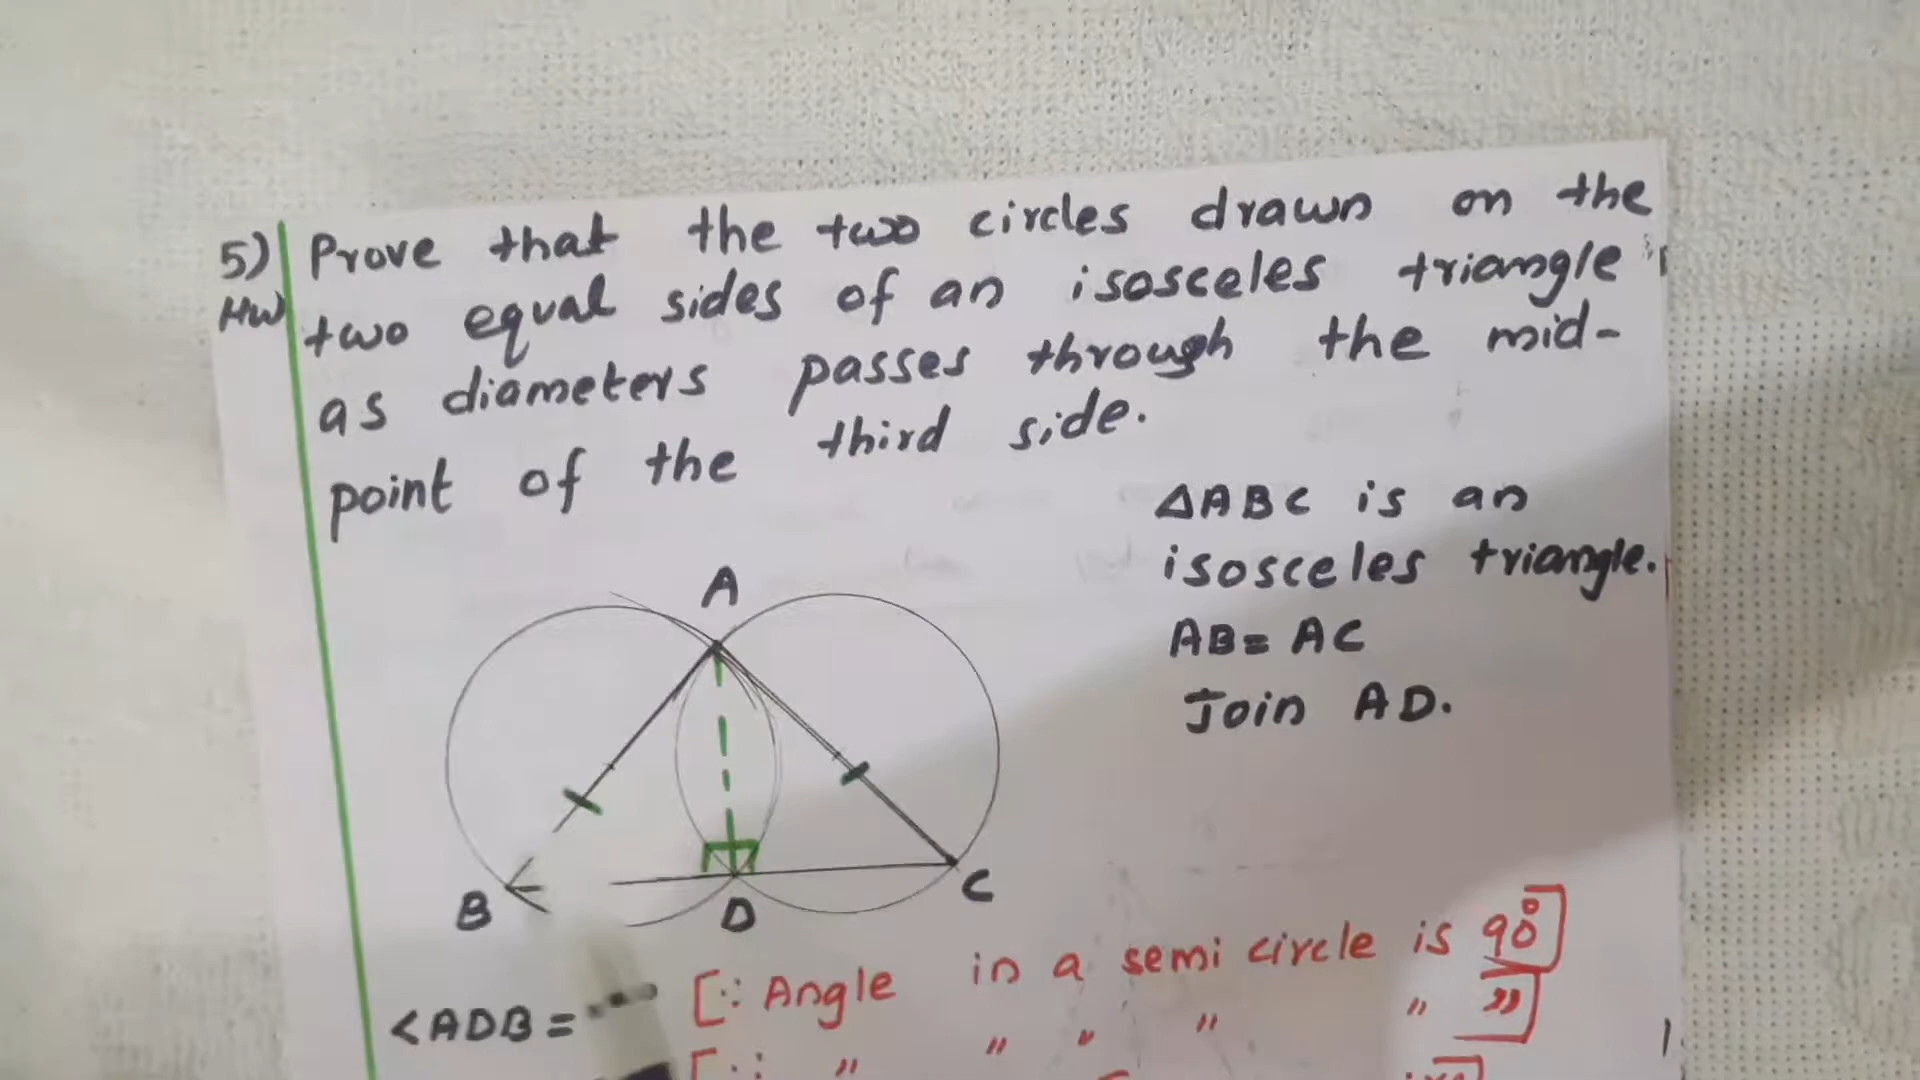 5) Prove that the two circles drawn on the
HW two equal sides of an isosceles triangle
as diameters passes through the mid-
point of the third side.
△ABC is an
isosceles triangle.
AB= AC
Join AD.
A
B
D
C
<ADB = [∵ Angle in a semi circle is 90°]
[∵ " " " " " "]